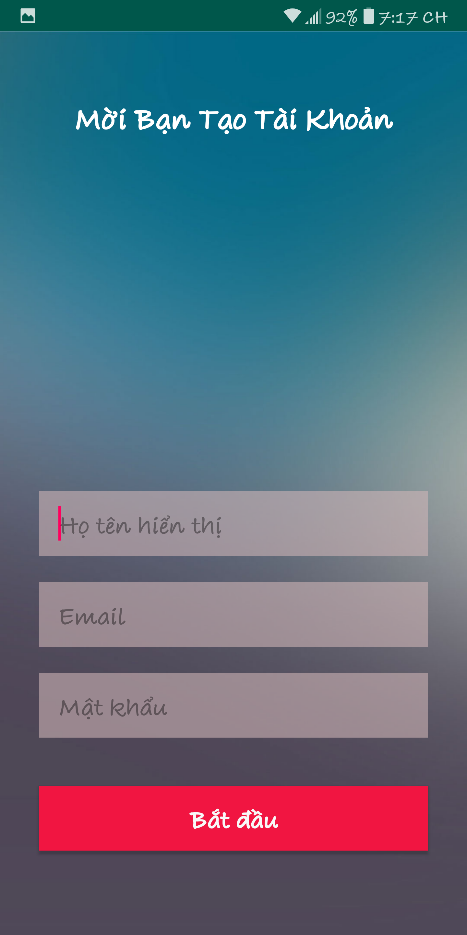 92% 7:17 CH
Mời Bạn Tạo Tài Khoản
Họ tên hiển thị
Email
Mật khẩu
Bắt đầu